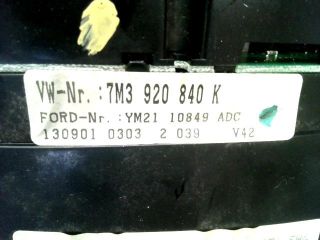 VW-Nr. :7M3 920 840 K
FORD-Nr. :YM21 10849 ADC
130901 0303 2 039 V42